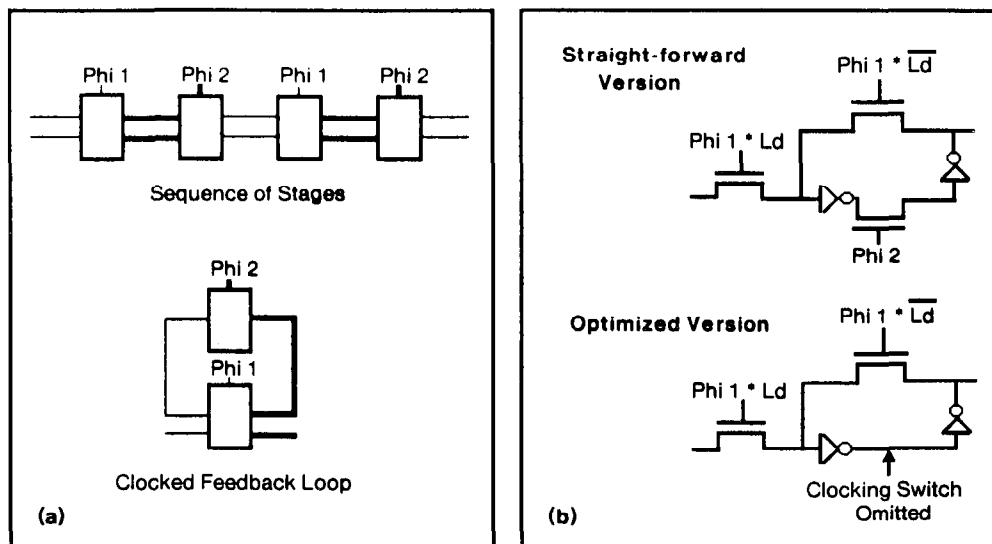 Phi 1
Phi 2
Phi 1
Phi 2
Sequence of Stages
Phi 2
Phi 1
Clocked Feedback Loop
(a)
Straight-forward
Version
Phi 1 * L̅d̅
Phi 1 * Ld
Phi 2
Optimized Version
Phi 1 * L̅d̅
Phi 1 * Ld
Clocking Switch
Omitted
(b)